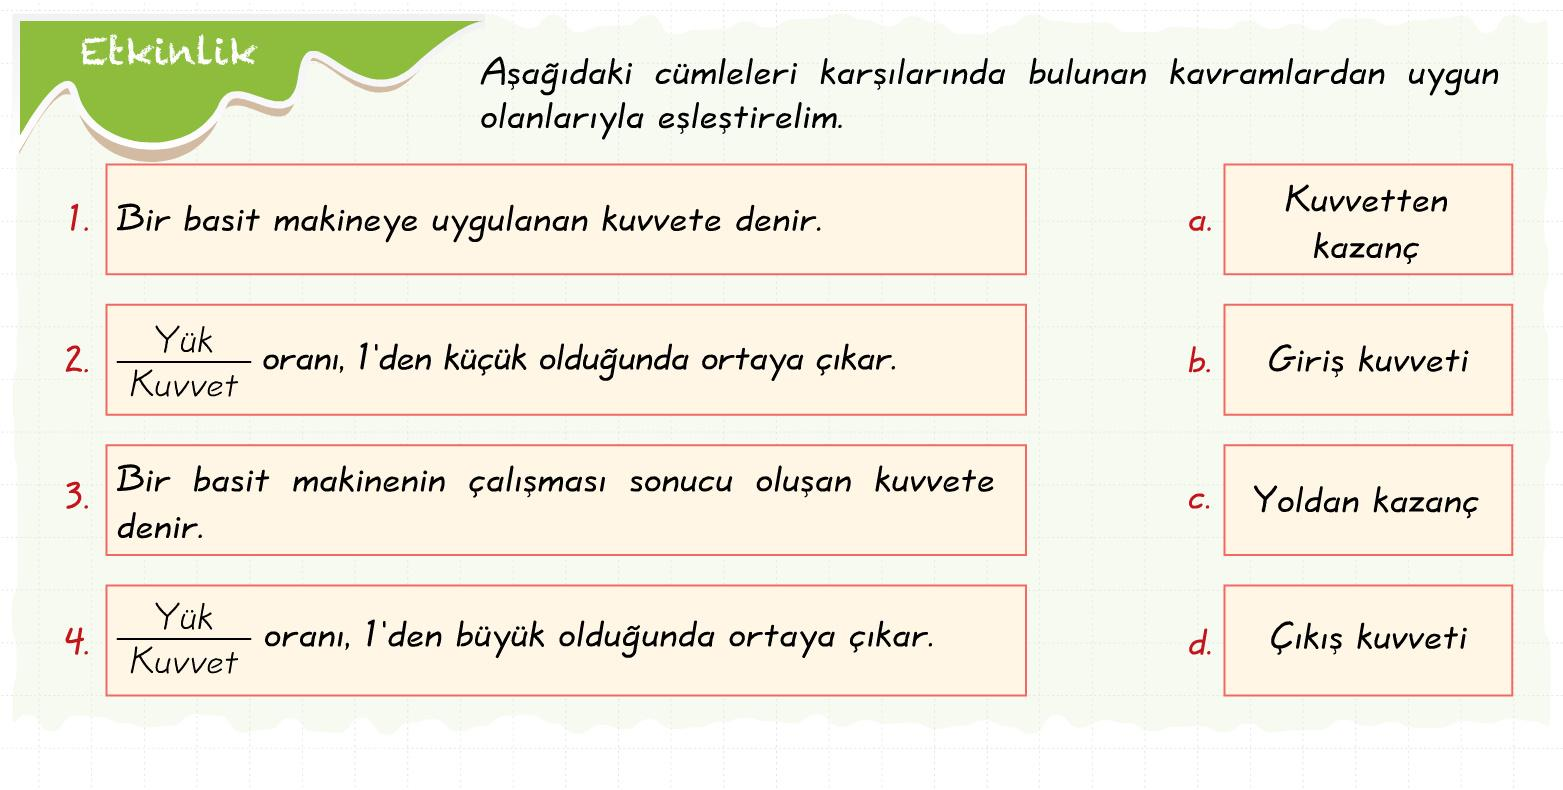 Etkinlik
Aşağıdaki cümleleri karşılarında bulunan kavramlardan uygun
olanlarıyla eşleştirelim.
1. Bir basit makineye uygulanan kuvvete denir.
a. Kuvvetten
kazanç
2. Yük
Kuvvet oranı, 1'den küçük olduğunda ortaya çıkar.
b. Giriş kuvveti
3. Bir basit makinenin çalışması sonucu oluşan kuvvete
denir.
c. Yoldan kazanç
4. Yük
Kuvvet oranı, 1'den büyük olduğunda ortaya çıkar.
d. Çıkış kuvveti